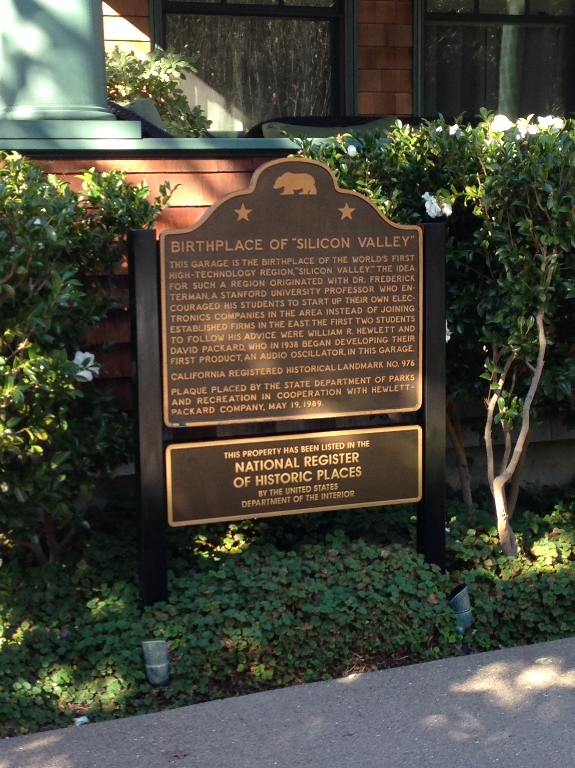 BIRTHPLACE OF "SILICON VALLEY"
THIS GARAGE IS THE BIRTHPLACE OF THE WORLD'S FIRST
HIGH-TECHNOLOGY REGION, "SILICON VALLEY." THE IDEA
FOR SUCH A REGION ORIGINATED WITH DR. FREDERICK
TERMAN, A STANFORD UNIVERSITY PROFESSOR WHO EN-
COURAGED HIS STUDENTS TO START UP THEIR OWN ELEC-
TRONICS COMPANIES IN THE AREA INSTEAD OF JOINING
ESTABLISHED FIRMS IN THE EAST. THE FIRST TWO STUDENTS
TO FOLLOW HIS ADVICE WERE WILLIAM R. HEWLETT AND
DAVID PACKARD, WHO IN 1938 BEGAN DEVELOPING THEIR
FIRST PRODUCT, AN AUDIO OSCILLATOR, IN THIS GARAGE.
CALIFORNIA REGISTERED HISTORICAL LANDMARK NO. 976
PLAQUE PLACED BY THE STATE DEPARTMENT OF PARKS
AND RECREATION IN COOPERATION WITH HEWLETT-
PACKARD COMPANY, MAY 19, 1989.
THIS PROPERTY HAS BEEN LISTED IN THE
NATIONAL REGISTER
OF HISTORIC PLACES
BY THE UNITED STATES
DEPARTMENT OF THE INTERIOR